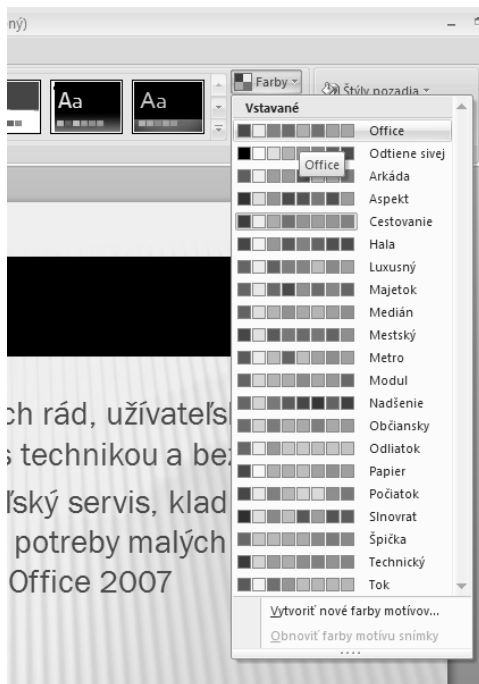 ný)
Aa
Aa
Farby
Štýly pozadia
Vstavané
Office
Odtiene sivej
Office
Arkáda
Aspekt
Cestovanie
Hala
Luxusný
Majetok
Medián
Mestský
Metro
Modul
Nadšenie
Občiansky
Odliatok
Papier
Počiatok
Slnovrat
Špička
Technický
Tok
Vytvoriť nové farby motívov...
Obnoviť farby motívu snímky
ch rád, užívateľs
s technikou a bez
ľský servis, klad
potreby malých
Office 2007